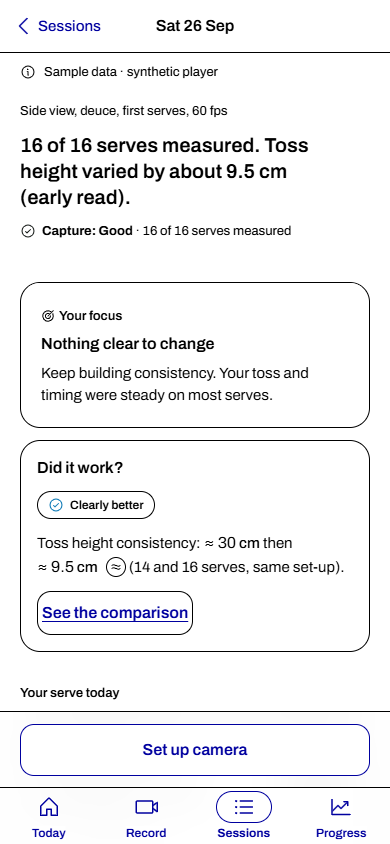 Sessions
Sat 26 Sep
Sample data · synthetic player
Side view, deuce, first serves, 60 fps
16 of 16 serves measured. Toss
height varied by about 9.5 cm
(early read).
Capture: Good · 16 of 16 serves measured
Your focus
Nothing clear to change
Keep building consistency. Your toss and
timing were steady on most serves.
Did it work?
Clearly better
Toss height consistency: ≈ 30 cm then
≈ 9.5 cm ≈ (14 and 16 serves, same set-up).
See the comparison
Your serve today
Set up camera
Today
Record
Sessions
Progress